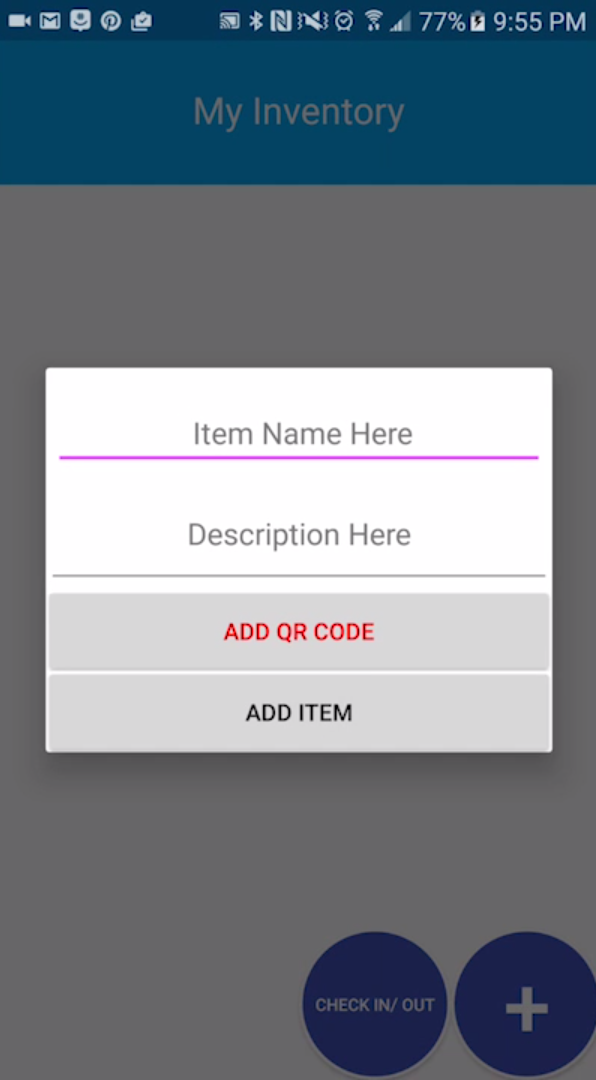 77% 9:55 PM
My Inventory
Item Name Here
Description Here
ADD QR CODE
ADD ITEM
CHECK IN/ OUT
+